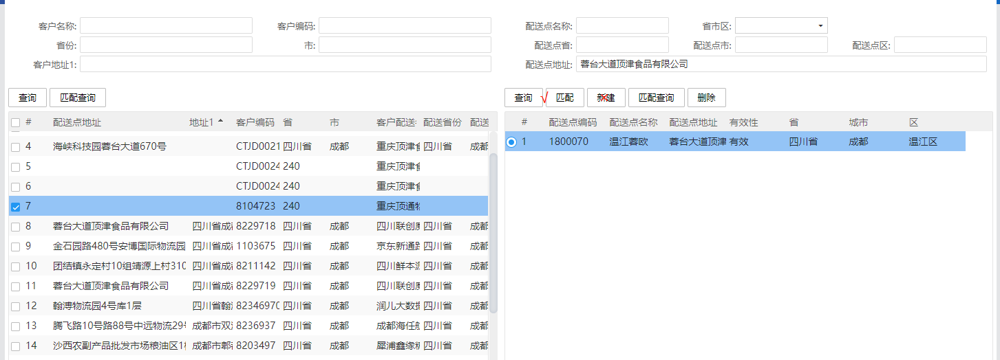 客户名称: 客户编码: 配送点名称: 省市区:
省份: 市: 配送点省: 配送点市: 配送点区:
客户地址1: 配送点地址: 蓉台大道顶津食品有限公司
查询 匹配查询
# 配送点地址 地址1 客户编码 省 市 客户配送 配送省份 配送
4 海峡科技园蓉台大道670号 CTJD0021 四川省 成都 重庆顶津 四川省 成都
5 CTJD0024 240 重庆顶津
6 CTJD0024 240 重庆顶津
7 8104723 240 重庆顶通
8 蓉台大道顶津食品有限公司 四川省成 8229718 四川省 成都 四川联创 四川省 成都
9 金石园路480号安博国际物流园 四川省成 1103675 四川省 成都 京东新通 四川省 成都
10 团结镇永定村10组靖源上村310 四川省成 8211142 四川省 成都 四川鲜本 四川省 成都
11 蓉台大道顶津食品有限公司 四川省成 8229719 四川省 成都 四川联创 四川省 成都
12 翰溥物流园4号库1层 四川省翰 82346970 四川省 成都 润儿大数 四川省 成都
13 腾飞路10号路88号中远物流29 成都市双 8236937 四川省 成都 成都海任 四川省 成都
14 沙西农副产品批发市场粮油区1 成都市郫 8203497 四川省 成都 犀浦鑫缘 四川省 成都
查询 √ 匹配 新建 匹配查询 删除
# 配送点编码 配送点名称 配送点地址 有效性 省 城市 区
1 1800070 温江蓉欧 蓉台大道顶津 有效 四川省 成都 温江区